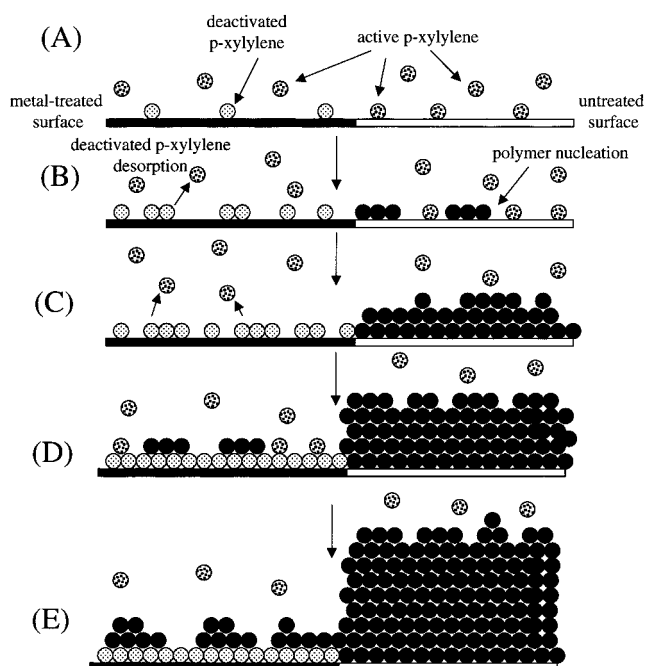 (A)
deactivated
p-xylylene
active p-xylylene
metal-treated
surface
untreated
surface
(B)
deactivated p-xylylene
desorption
polymer nucleation
(C)
(D)
(E)